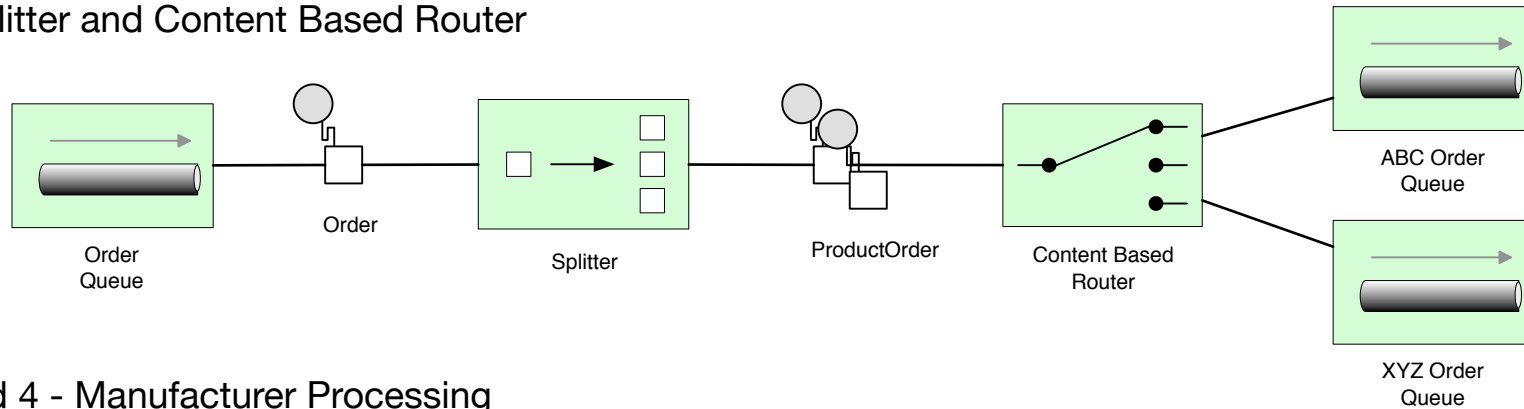 litter and Content Based Router
Order
Queue
Order
Splitter
ProductOrder
Content Based
Router
ABC Order
Queue
XYZ Order
Queue
d 4 - Manufacturer Processing